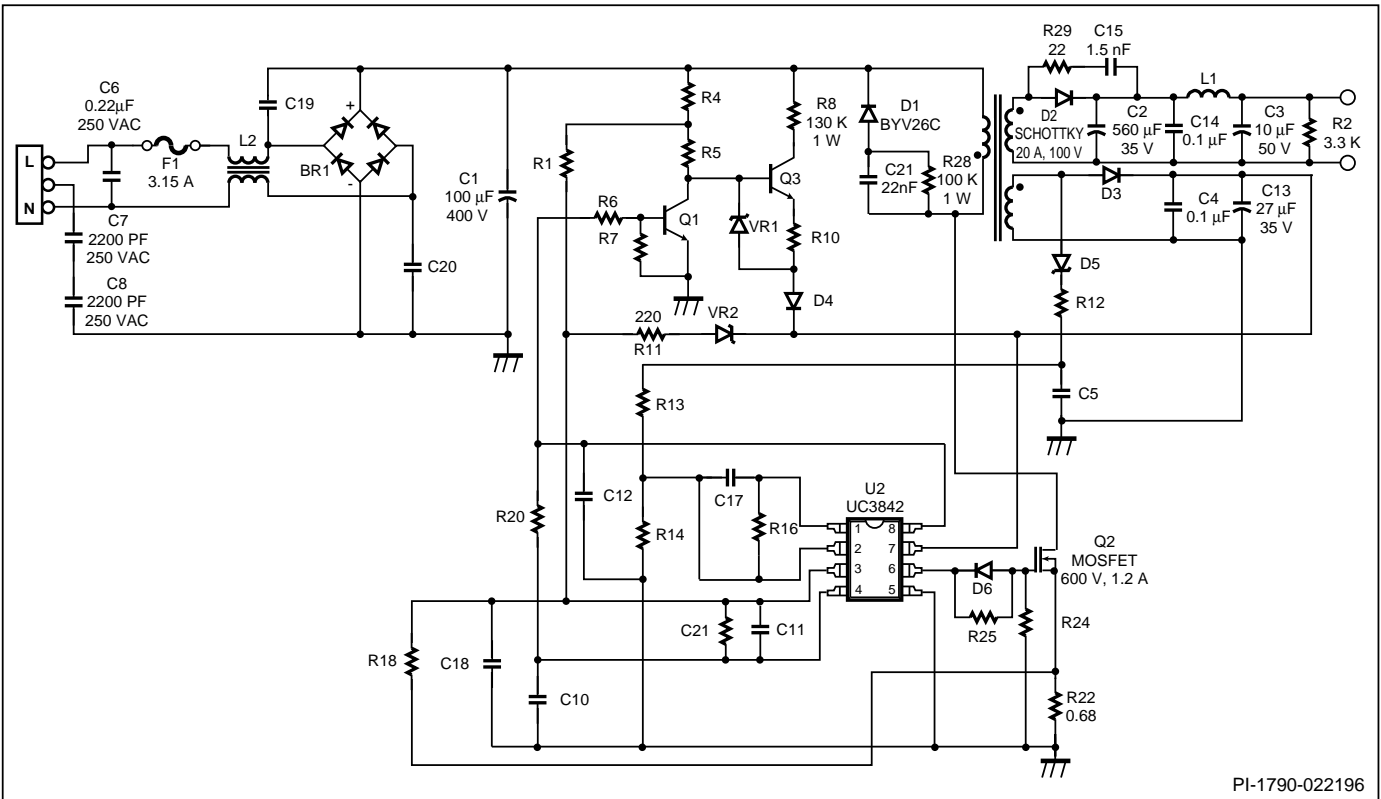 R29
22
C15
1.5 nF
L1
C6
0.22µF
250 VAC
C19
+
R4
R8
130 K
1 W
D1
BYV26C
D2
SCHOTTKY
20 A, 100 V
C2
560 µF
35 V
C14
0.1 µF
C3
10 µF
50 V
R2
3.3 K
L2
L
N
F1
3.15 A
BR1
-
C1
100 µF
400 V
R1
R5
Q3
C21
22nF
R28
100 K
1 W
D3
C4
0.1 µF
C13
27 µF
35 V
C7
2200 PF
250 VAC
R6
R7
Q1
VR1
R10
C20
D5
C8
2200 PF
250 VAC
D4
R12
220
R11
VR2
R13
C5
C12
C17
U2
UC3842
R20
R14
R16
1
2
3
4
8
7
6
5
Q2
MOSFET
600 V, 1.2 A
D6
R25
R24
C21
C11
R18
C18
C10
R22
0.68
PI-1790-022196